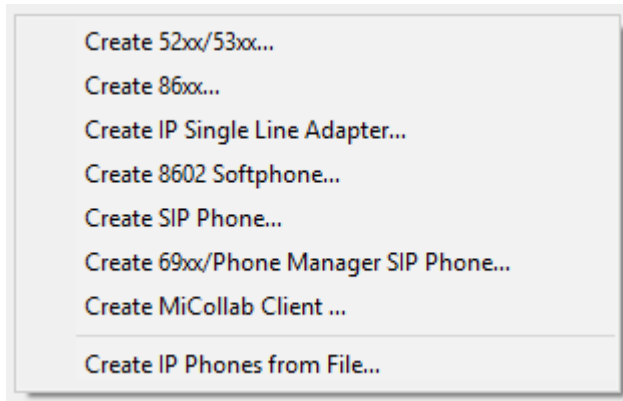 Create 52xx/53xx...
Create 86xx...
Create IP Single Line Adapter...
Create 8602 Softphone...
Create SIP Phone...
Create 69xx/Phone Manager SIP Phone...
Create MiCollab Client ...
Create IP Phones from File...